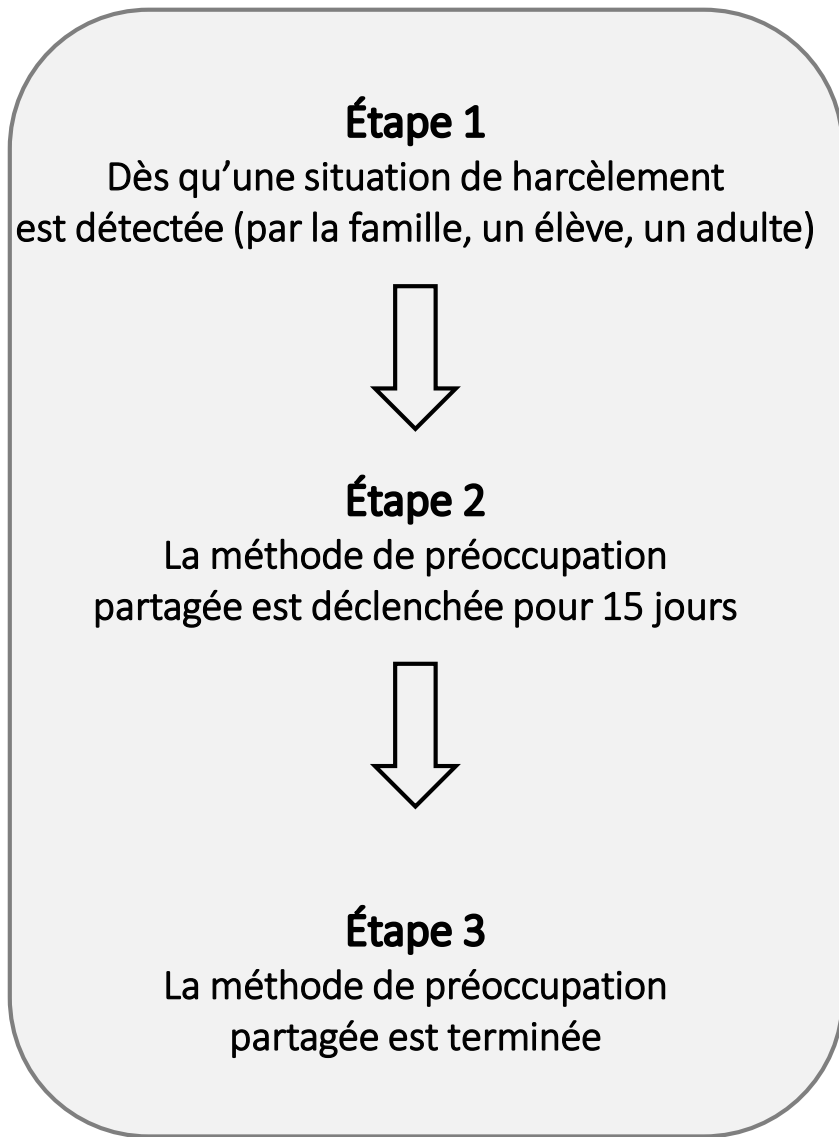 Étape 1
Dès qu’une situation de harcèlement
est détectée (par la famille, un élève, un adulte)
Étape 2
La méthode de préoccupation
partagée est déclenchée pour 15 jours
Étape 3
La méthode de préoccupation
partagée est terminée